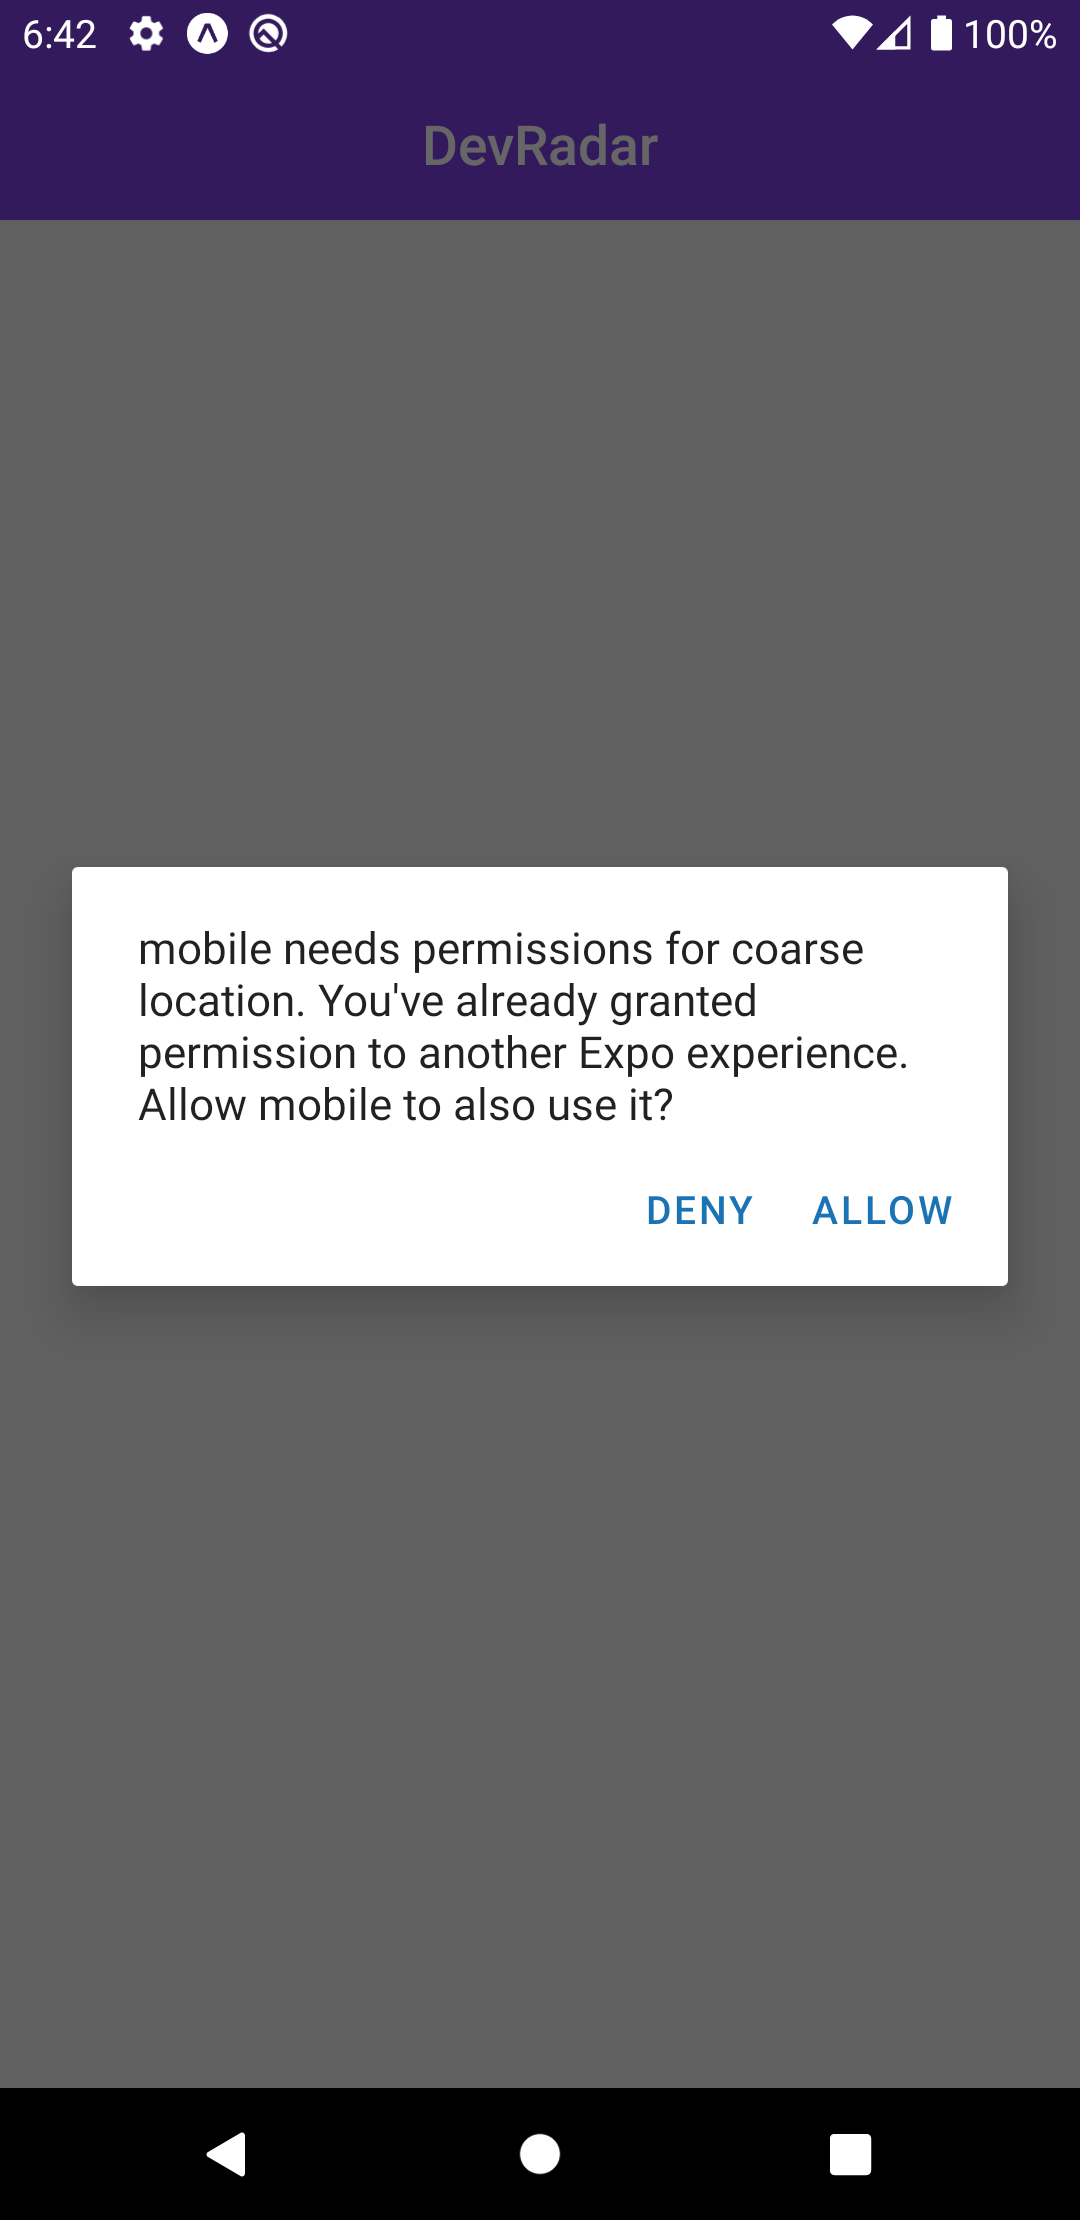 6:42 100%
DevRadar
mobile needs permissions for coarse
location. You've already granted
permission to another Expo experience.
Allow mobile to also use it?
DENY ALLOW